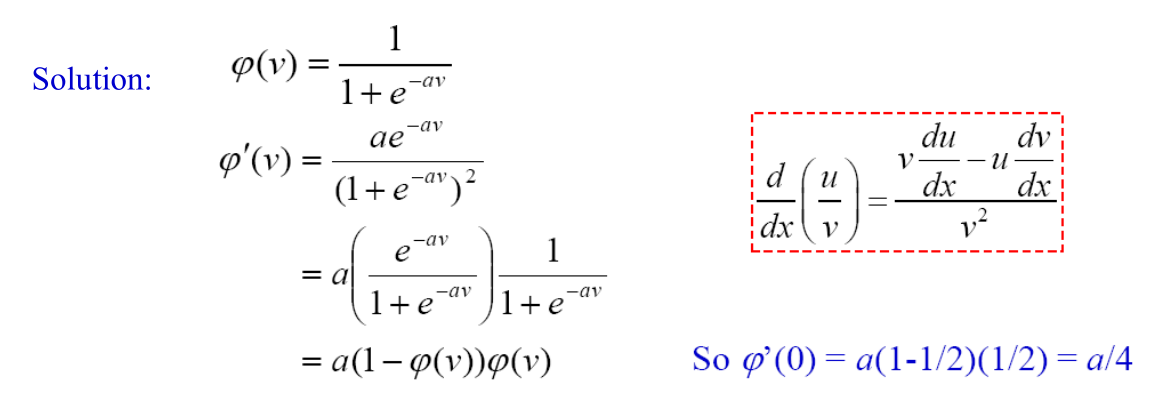 Solution: φ(v) = 1 / (1 + e^{-av})
φ′(v) = ae^{-av} / (1 + e^{-av})^2
= a( e^{-av} / (1 + e^{-av}) ) 1 / (1 + e^{-av})
= a(1 − φ(v))φ(v)
d/dx (u/v) = (v du/dx − u dv/dx) / v^2
So φ’(0) = a(1-1/2)(1/2) = a/4